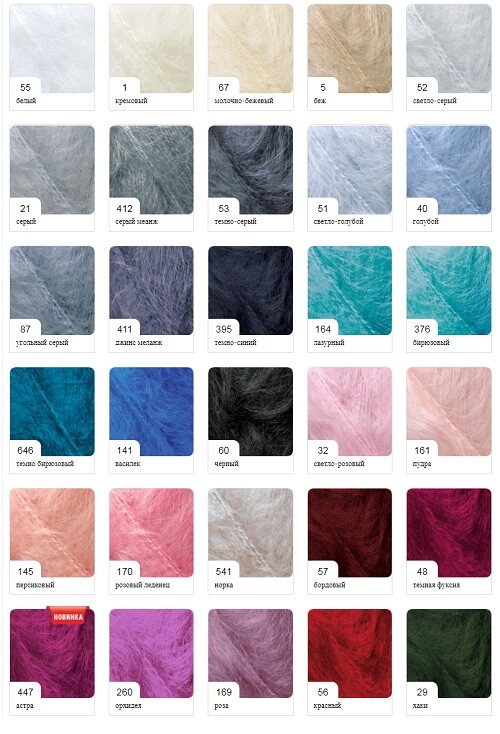 55
белый
1
кремовый
67
молочно-бежевый
5
беж
52
светло-серый
21
серый
412
серый меанж
53
темно-серый
51
светло-голубой
40
голубой
87
угольный серый
411
джинс меланж
395
темно-синий
164
лазурный
376
бирюзовый
646
темно бирюзовый
141
василек
60
черный
32
светло-розовый
161
пудра
145
персиковый
170
розовый леденец
541
норка
57
бордовый
48
темная фуксия
НОВИНКА
447
астра
260
орхидея
169
роза
56
красный
29
хаки